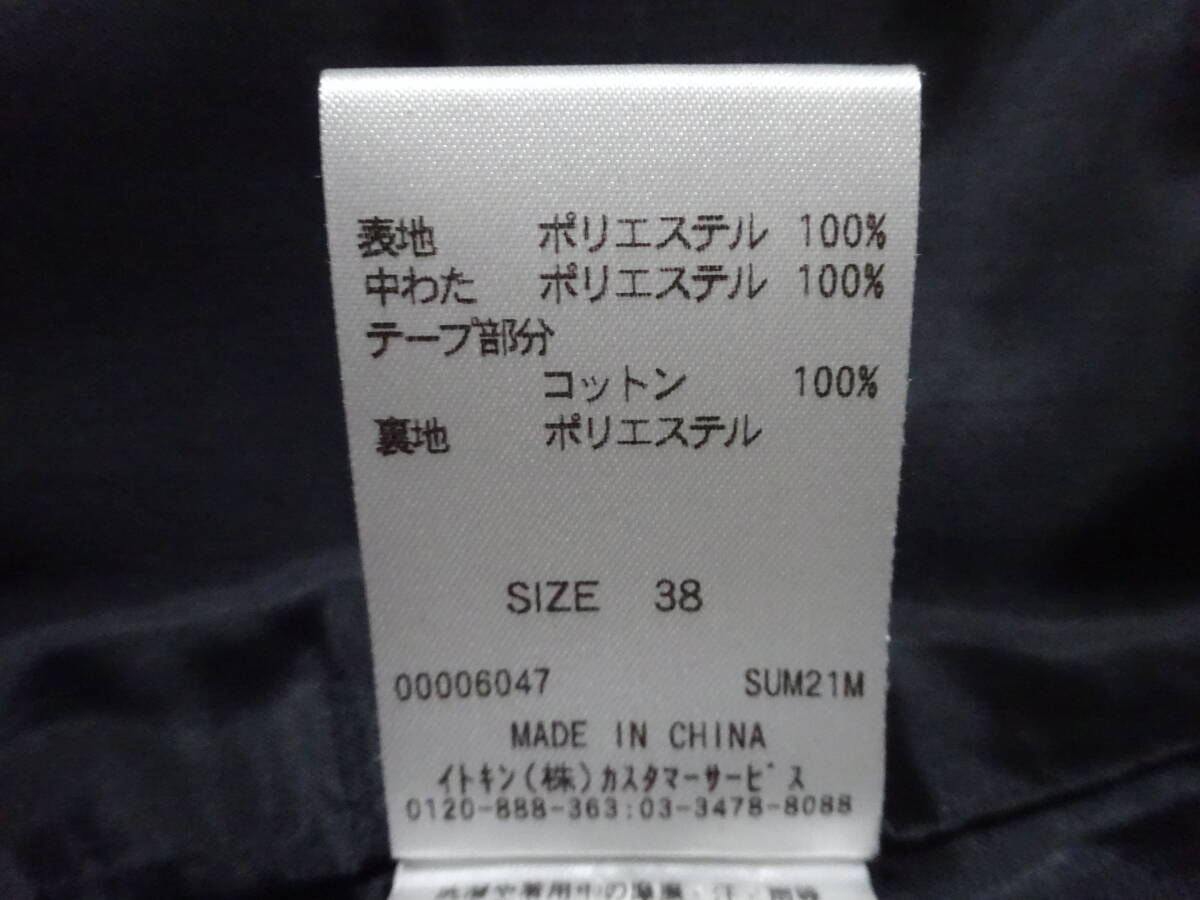 表地 ポリエステル 100%
中わた ポリエステル 100%
テープ部分
コットン 100%
裏地 ポリエステル
SIZE 38
00006047 SUM21M
MADE IN CHINA
イトキン(株)カスタマーサービス
0120-888-363:03-3478-8088